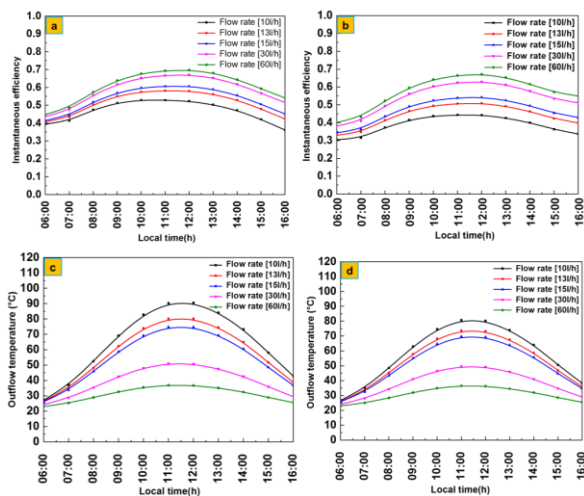 a
Instantaneous efficiency
1.0
0.9
0.8
0.7
0.6
0.5
0.4
0.3
0.2
0.1
0.0
Flow rate [10l/h]
Flow rate [13l/h]
Flow rate [15l/h]
Flow rate [30l/h]
Flow rate [60l/h]
06:00
07:00
08:00
09:00
10:00
11:00
12:00
13:00
14:00
15:00
16:00
Local time(h)
b
Instantaneous efficiency
1.0
0.9
0.8
0.7
0.6
0.5
0.4
0.3
0.2
0.1
0.0
Flow rate [10l/h]
Flow rate [13l/h]
Flow rate [15l/h]
Flow rate [30l/h]
Flow rate [60l/h]
06:00
07:00
08:00
09:00
10:00
11:00
12:00
13:00
14:00
15:00
16:00
Local time(h)
c
Outflow temperature (°C)
120
110
100
90
80
70
60
50
40
30
20
10
0
Flow rate [10l/h]
Flow rate [13l/h]
Flow rate [15l/h]
Flow rate [30l/h]
Flow rate [60l/h]
06:00
07:00
08:00
09:00
10:00
11:00
12:00
13:00
14:00
15:00
16:00
Local time(h)
d
Outflow temperature (°C)
120
110
100
90
80
70
60
50
40
30
20
10
0
Flow rate [10l/h]
Flow rate [13l/h]
Flow rate [15l/h]
Flow rate [30l/h]
Flow rate [60l/h]
06:00
07:00
08:00
09:00
10:00
11:00
12:00
13:00
14:00
15:00
16:00
Local time(h)